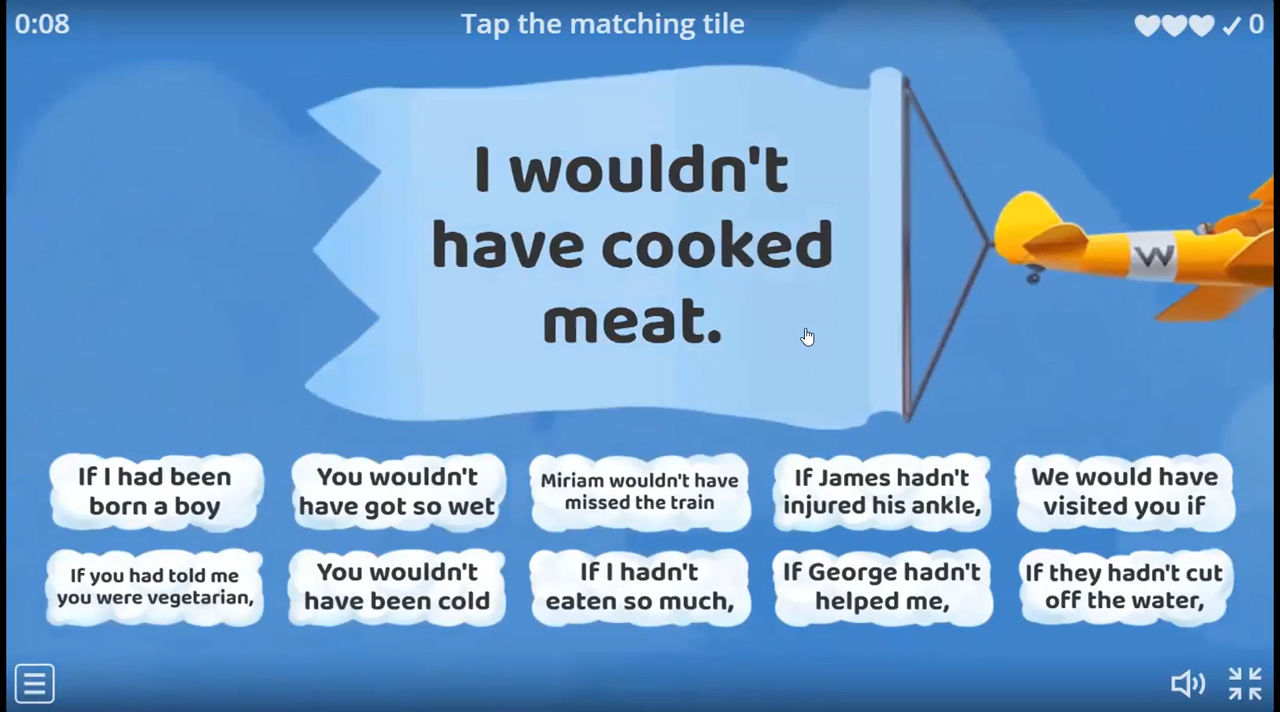 0:08
Tap the matching tile
✓ 0
I wouldn't
have cooked
meat.
W
If I had been
born a boy
You wouldn't
have got so wet
Miriam wouldn't have
missed the train
If James hadn't
injured his ankle,
We would have
visited you if
If you had told me
you were vegetarian,
You wouldn't
have been cold
If I hadn't
eaten so much,
If George hadn't
helped me,
If they hadn't cut
off the water,